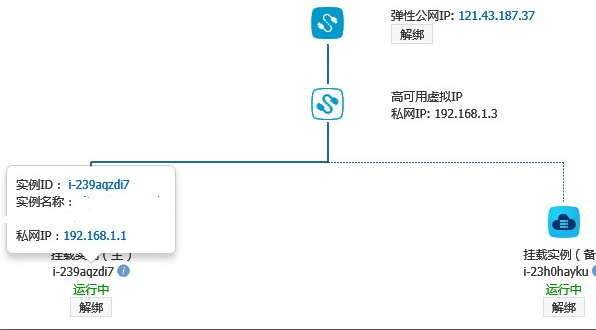 弹性公网IP: 121.43.187.37
解绑
高可用虚拟IP
私网IP: 192.168.1.3
实例ID： i-239aqzdi7
实例名称：
私网IP：192.168.1.1
挂载实例（主）
i-239aqzdi7
运行中
解绑
挂载实例（备
i-23h0hayku
运行中
解绑